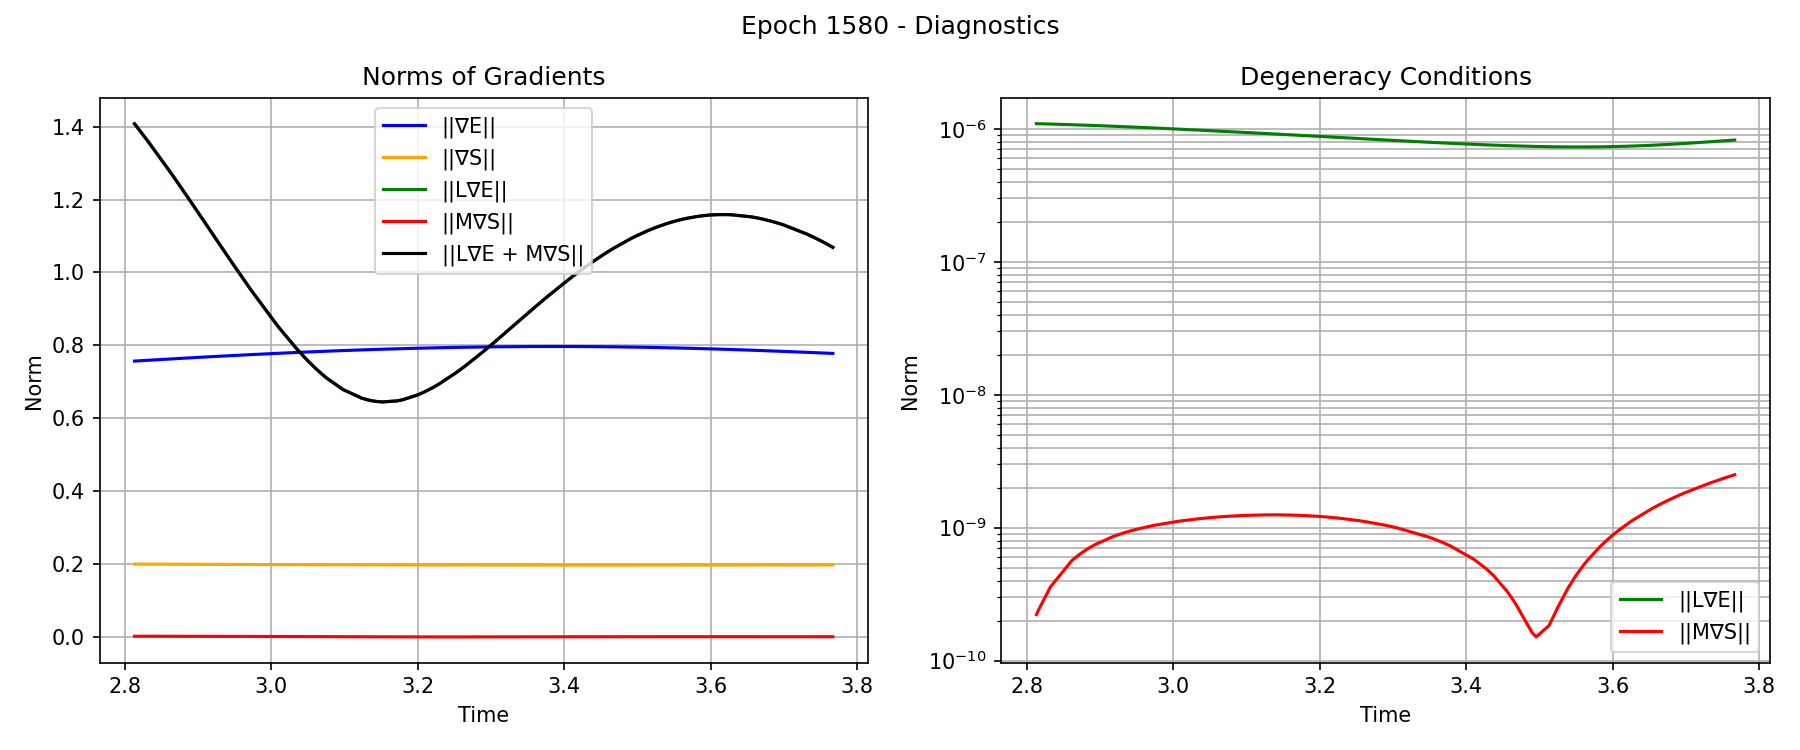 Epoch 1580 - Diagnostics
Norms of Gradients
Norm
1.4
1.2
1.0
0.8
0.6
0.4
0.2
0.0
||∇E||
||∇S||
||L∇E||
||M∇S||
||L∇E + M∇S||
2.8 3.0 3.2 3.4 3.6 3.8
Time
Degeneracy Conditions
Norm
10⁻⁶
10⁻⁷
10⁻⁸
10⁻⁹
10⁻¹⁰
||L∇E||
||M∇S||
2.8 3.0 3.2 3.4 3.6 3.8
Time